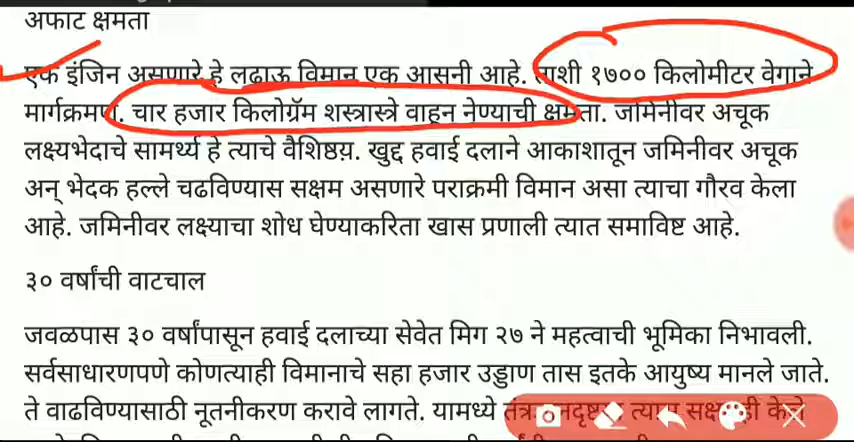 अफाट क्षमता
एक इंजिन असणारे हे लढाऊ विमान एक आसनी आहे. ताशी १७०० किलोमीटर वेगाने
मार्गक्रमण. चार हजार किलोग्रॅम शस्त्रास्त्रे वाहन नेण्याची क्षमता. जमिनीवर अचूक
लक्ष्यभेदाचे सामर्थ्य हे त्याचे वैशिष्ठय़. खुद्द हवाई दलाने आकाशातून जमिनीवर अचूक
अन् भेदक हल्ले चढविण्यास सक्षम असणारे पराक्रमी विमान असा त्याचा गौरव केला
आहे. जमिनीवर लक्ष्याचा शोध घेण्याकरिता खास प्रणाली त्यात समाविष्ट आहे.
३० वर्षांची वाटचाल
जवळपास ३० वर्षांपासून हवाई दलाच्या सेवेत मिग २७ ने महत्वाची भूमिका निभावली.
सर्वसाधारणपणे कोणत्याही विमानाचे सहा हजार उड्डाण तास इतके आयुष्य मानले जाते.
ते वाढविण्यासाठी नूतनीकरण करावे लागते. यामध्ये